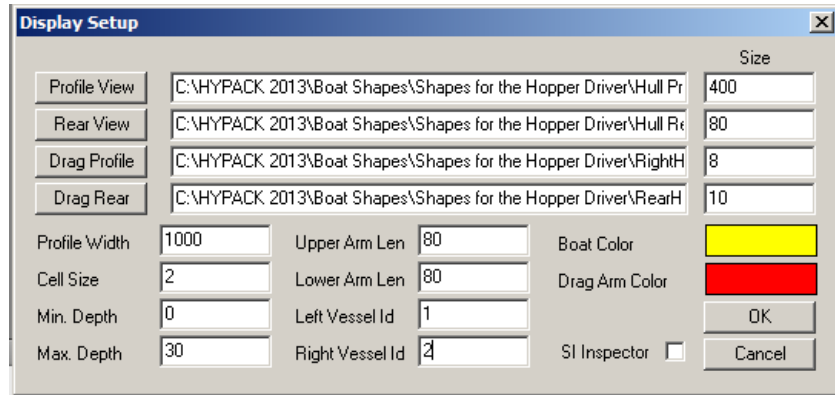 Display Setup
Size
Profile View C:\HYPACK 2013\Boat Shapes\Shapes for the Hopper Driver\Hull Pr 400
Rear View C:\HYPACK 2013\Boat Shapes\Shapes for the Hopper Driver\Hull Re 80
Drag Profile C:\HYPACK 2013\Boat Shapes\Shapes for the Hopper Driver\RightH 8
Drag Rear C:\HYPACK 2013\Boat Shapes\Shapes for the Hopper Driver\RearH 10
Profile Width 1000 Upper Arm Len 80 Boat Color
Cell Size 2 Lower Arm Len 80 Drag Arm Color
Min. Depth 0 Left Vessel Id 1 OK
Max. Depth 30 Right Vessel Id 2 SI Inspector Cancel